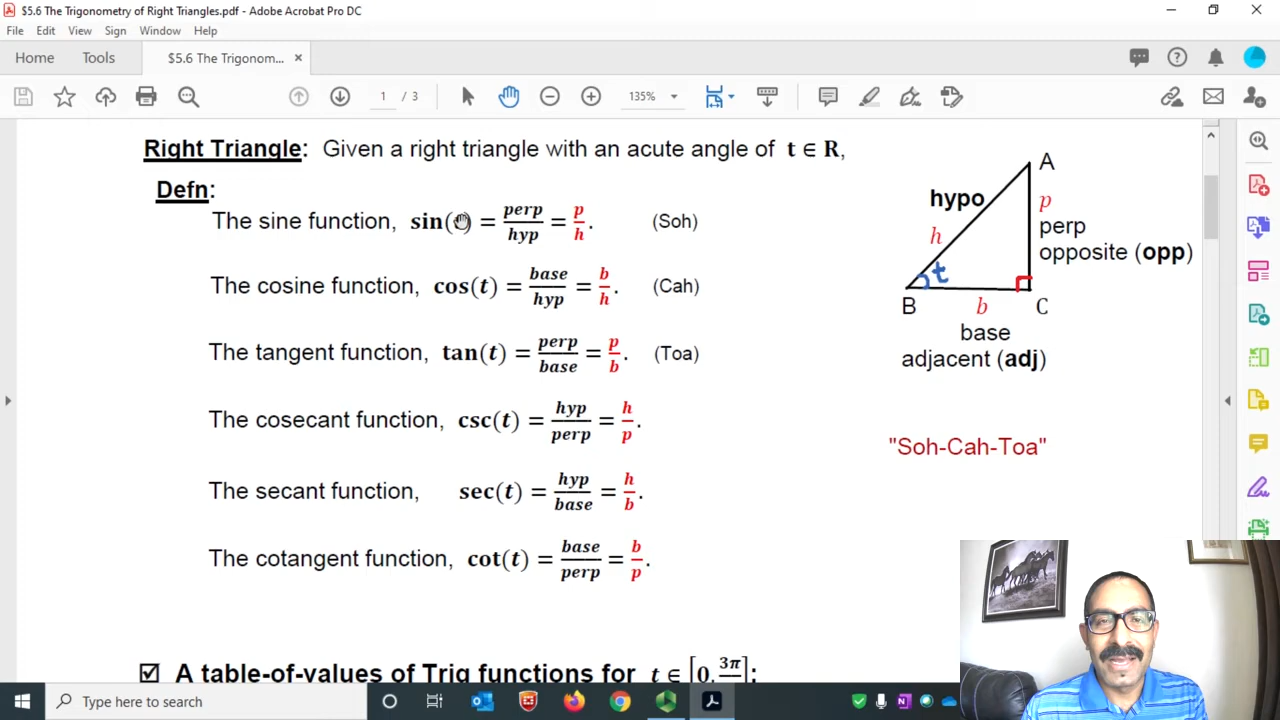 $5.6 The Trigonometry of Right Triangles.pdf - Adobe Acrobat Pro DC
File Edit View Sign Window Help
Home Tools $5.6 The Trigonom... ×
1 / 3 135%
Right Triangle: Given a right triangle with an acute angle of t ∈ R,
Defn:
The sine function, sin( ) = perp/hyp = p/h. (Soh)
The cosine function, cos(t) = base/hyp = b/h. (Cah)
The tangent function, tan(t) = perp/base = p/b. (Toa)
The cosecant function, csc(t) = hyp/perp = h/p.
The secant function, sec(t) = hyp/base = h/b.
The cotangent function, cot(t) = base/perp = b/p.
A
hypo p
h perp
opposite (opp)
t
B b C
base
adjacent (adj)
"Soh-Cah-Toa"
A table-of-values of Trig functions for t ∈ [0, 3π
Type here to search